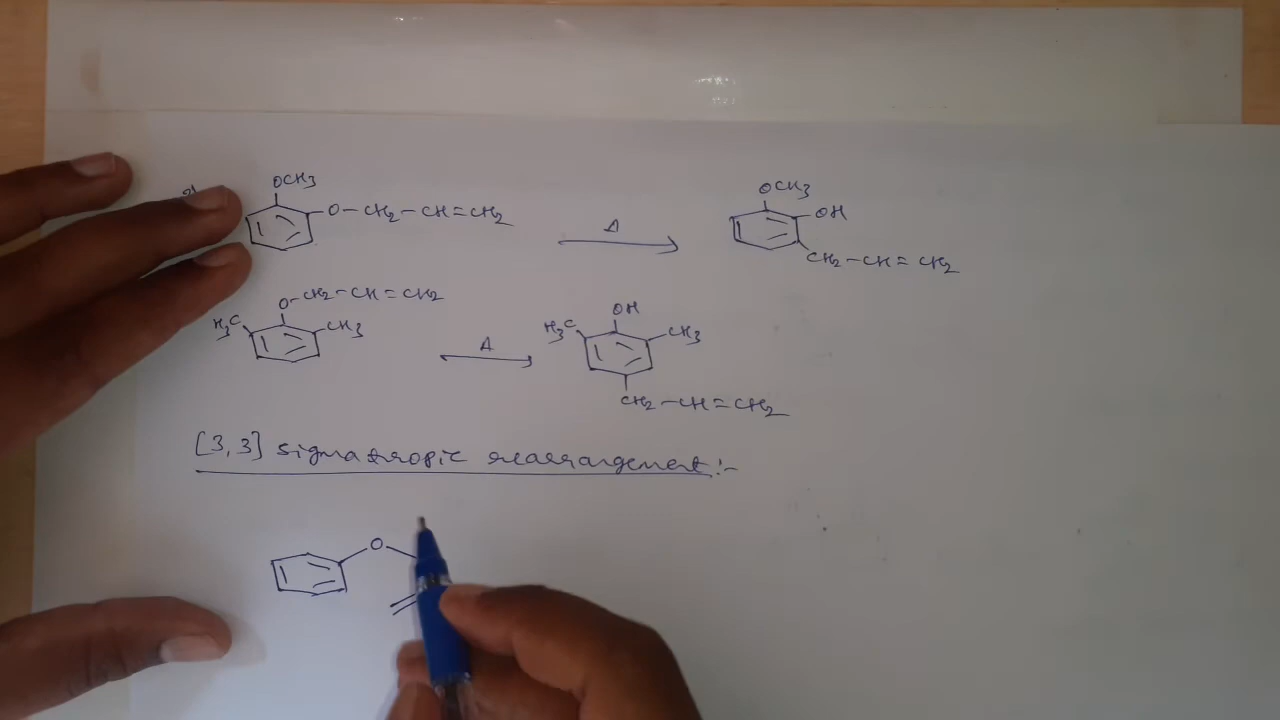 OCH3
O-CH2-CH=CH2
Δ
OCH3
OH
CH2-CH=CH2
O-CH2-CH=CH2
H3C
CH3
Δ
OH
H3C
CH3
CH2-CH=CH2
[3,3] sigmatropic rearrangement:-
O